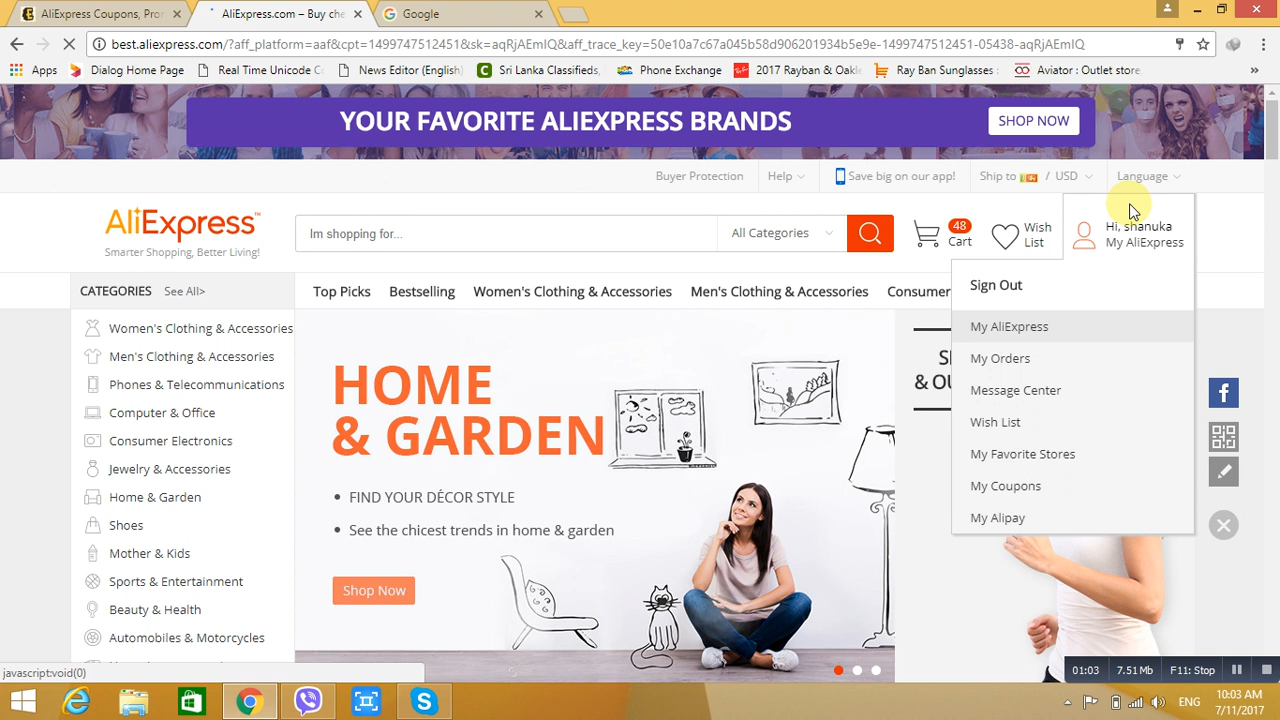 AliExpress Coupons, Pron
AliExpress.com – Buy che
Google
best.aliexpress.com/?aff_platform=aaf&cpt=1499747512451&sk=aqRjAEmIQ&aff_trace_key=50e10a7c67a045b58d906201934b5e9e-1499747512451-05438-aqRjAEmIQ
Apps
Dialog Home Page
Real Time Unicode Co
News Editor (English)
Sri Lanka Classifieds,
Phone Exchange
2017 Rayban & Oakle
Ray Ban Sunglasses
Aviator : Outlet store,
»
YOUR FAVORITE ALIEXPRESS BRANDS
SHOP NOW
Buyer Protection
Help
Save big on our app!
Ship to / USD
Language
AliExpress™
Smarter Shopping, Better Living!
Im shopping for...
All Categories
48
Cart
Wish
List
Hi, shanuka
My AliExpress
CATEGORIES See All>
Top Picks
Bestselling
Women's Clothing & Accessories
Men's Clothing & Accessories
Consumer
Sign Out
My AliExpress
My Orders
Message Center
Wish List
My Favorite Stores
My Coupons
My Alipay
Women's Clothing & Accessories
Men's Clothing & Accessories
Phones & Telecommunications
Computer & Office
Consumer Electronics
Jewelry & Accessories
Home & Garden
Shoes
Mother & Kids
Sports & Entertainment
Beauty & Health
Automobiles & Motorcycles
HOME
& GARDEN
• FIND YOUR DÉCOR STYLE
• See the chicest trends in home & garden
Shop Now
& OU
f
javascript:void(0)
01:03
7.51 Mb
F11: Stop
ENG
10:03 AM
7/11/2017